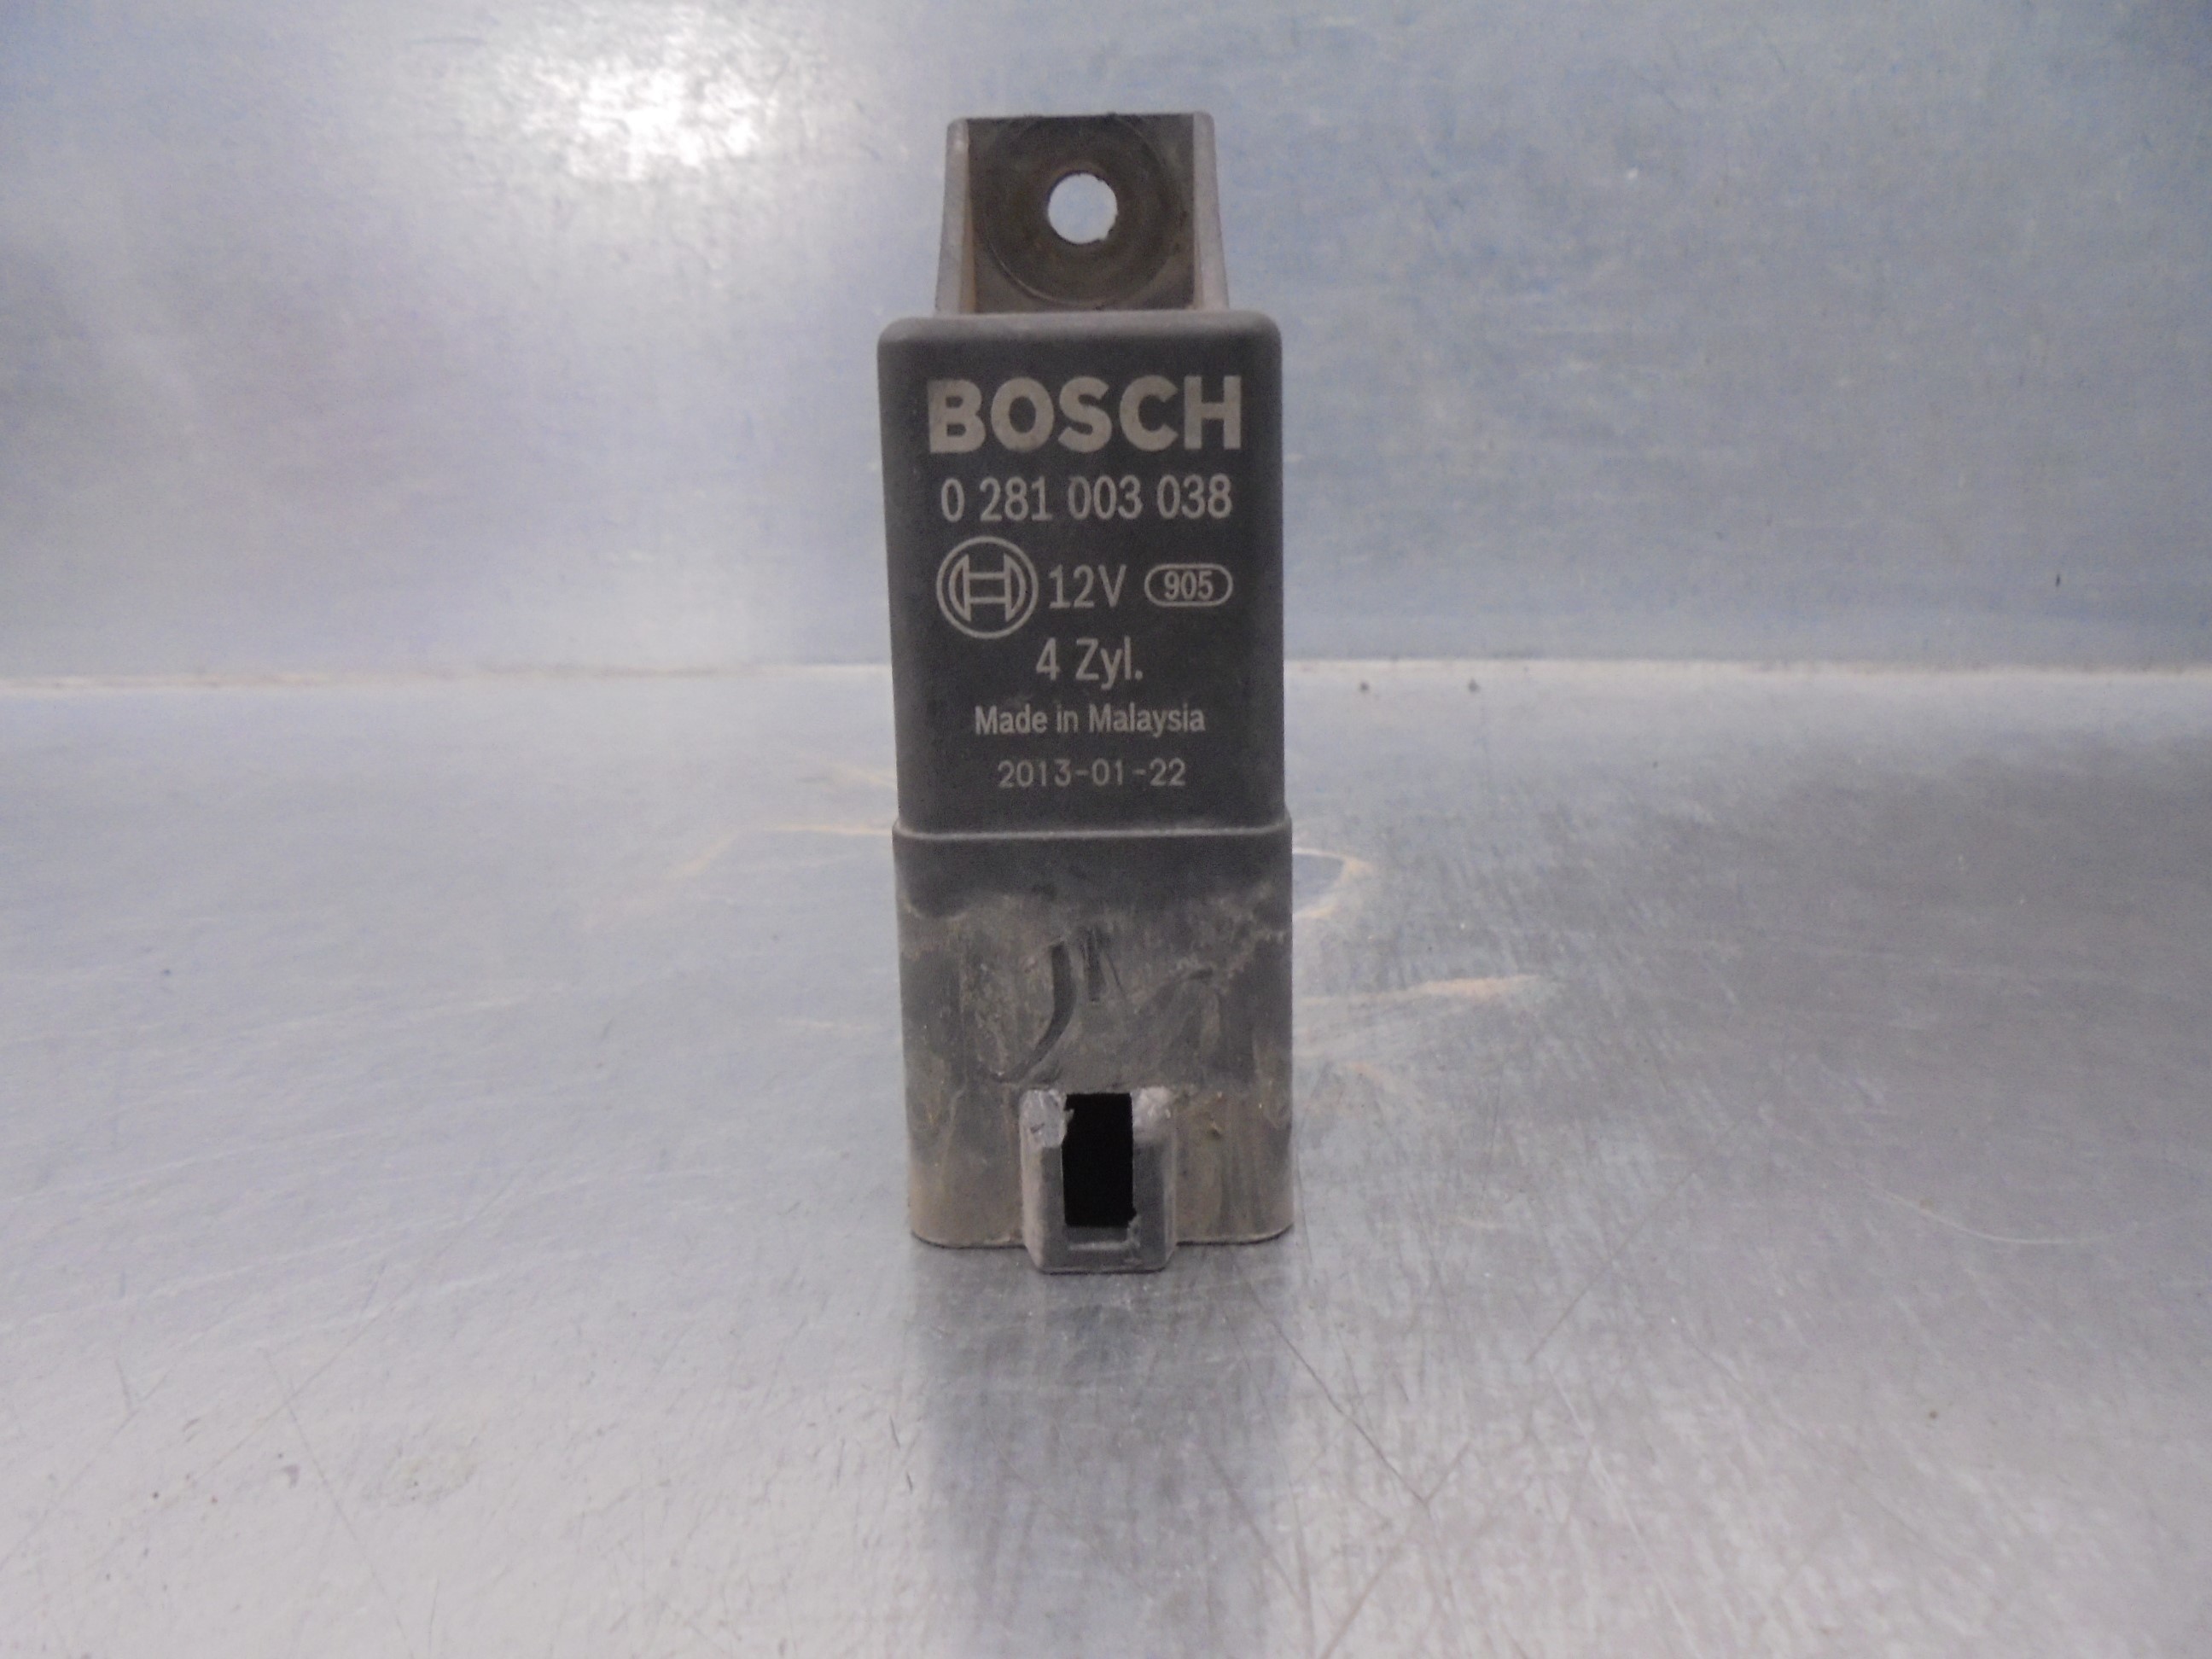 BOSCH
0 281 003 038
12V 905
4 Zyl.
Made in Malaysia
2013-01-22